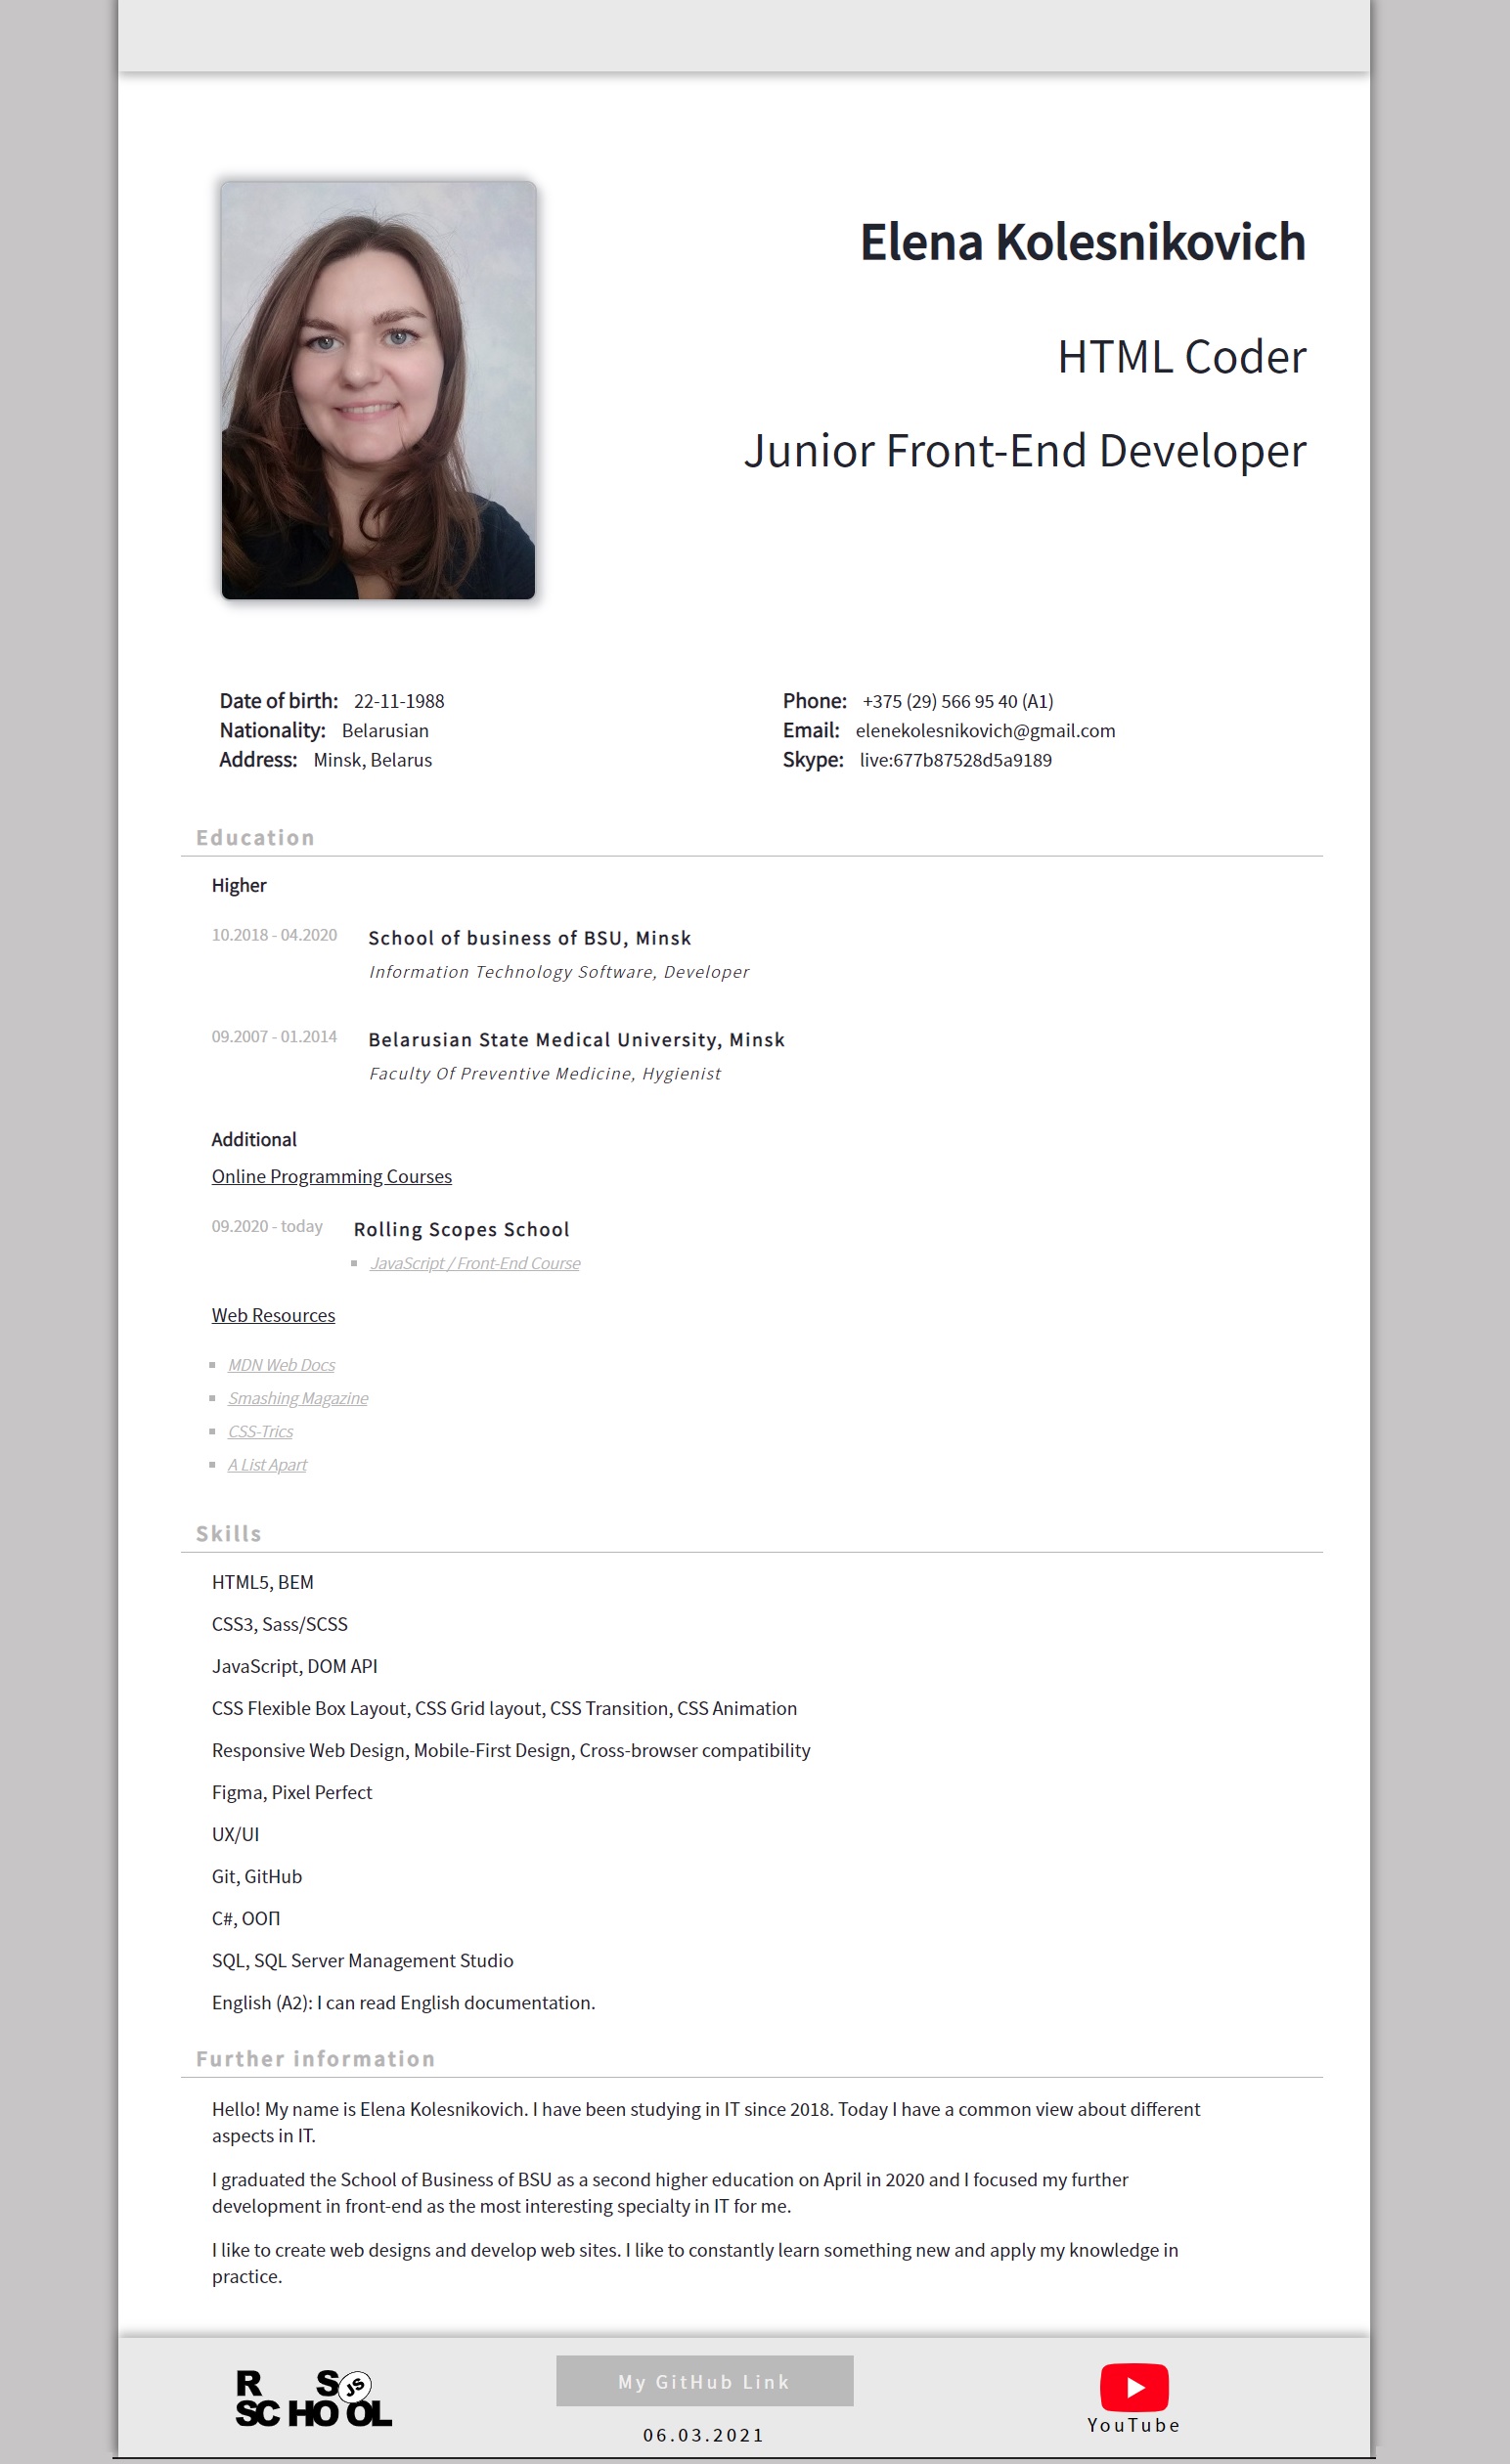 Elena Kolesnikovich
HTML Coder
Junior Front-End Developer
Date of birth: 22-11-1988
Nationality: Belarusian
Address: Minsk, Belarus
Phone: +375 (29) 566 95 40 (A1)
Email: elenekolesnikovich@gmail.com
Skype: live:677b87528d5a9189
Education
Higher
10.2018 - 04.2020 School of business of BSU, Minsk
Information Technology Software, Developer
09.2007 - 01.2014 Belarusian State Medical University, Minsk
Faculty Of Preventive Medicine, Hygienist
Additional
Online Programming Courses
09.2020 - today Rolling Scopes School
JavaScript / Front-End Course
Web Resources
MDN Web Docs
Smashing Magazine
CSS-Trics
A List Apart
Skills
HTML5, BEM
CSS3, Sass/SCSS
JavaScript, DOM API
CSS Flexible Box Layout, CSS Grid layout, CSS Transition, CSS Animation
Responsive Web Design, Mobile-First Design, Cross-browser compatibility
Figma, Pixel Perfect
UX/UI
Git, GitHub
C#, ООП
SQL, SQL Server Management Studio
English (A2): I can read English documentation.
Further information
Hello! My name is Elena Kolesnikovich. I have been studying in IT since 2018. Today I have a common view about different
aspects in IT.
I graduated the School of Business of BSU as a second higher education on April in 2020 and I focused my further
development in front-end as the most interesting specialty in IT for me.
I like to create web designs and develop web sites. I like to constantly learn something new and apply my knowledge in
practice.
R S JS
SCHOOL
My GitHub Link
06.03.2021
YouTube